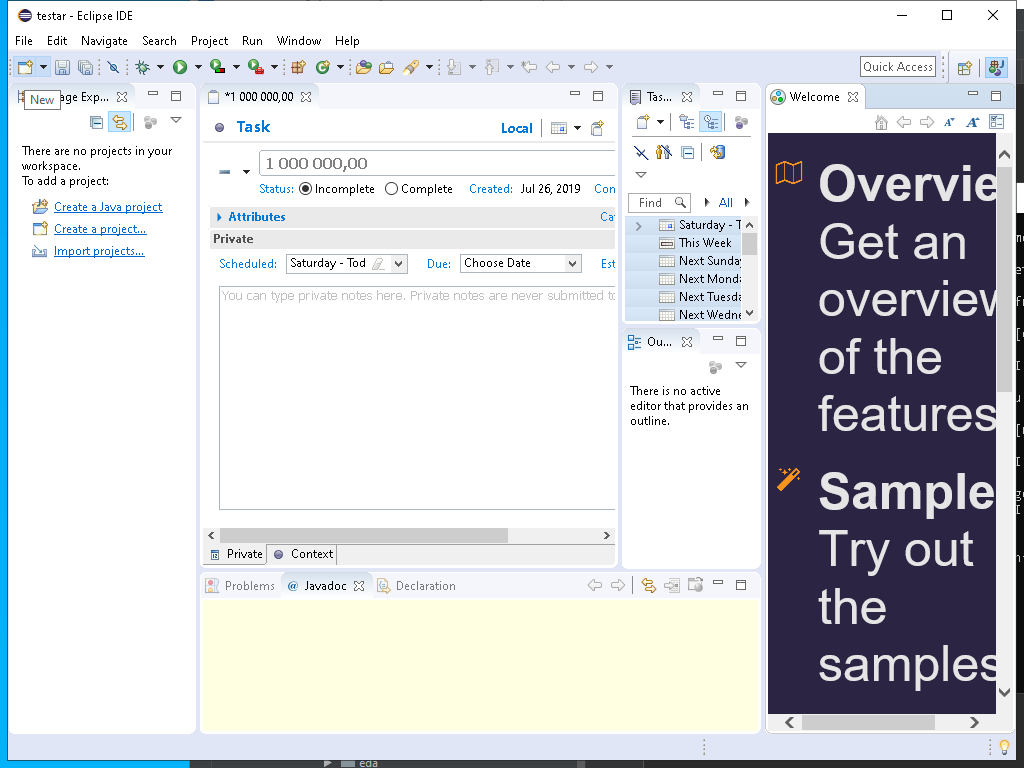 testar - Eclipse IDE
File Edit Navigate Search Project Run Window Help
Quick Access
New
age Exp...
There are no projects in your
workspace.
To add a project:
Create a Java project
Create a project...
Import projects...
*1 000 000,00
Task
Local
1 000 000,00
Status: Incomplete Complete Created: Jul 26, 2019 Con
Attributes
Cat
Private
Scheduled: Saturday - Tod Due: Choose Date Est
You can type private notes here. Private notes are never submitted to
Private Context
Tas...
Find All
Saturday - T
This Week
Next Sunday
Next Monda
Next Tuesda
Next Wedne
Ou...
There is no active
editor that provides an
outline.
Problems @ Javadoc Declaration
Welcome
Overvie
Get an
overview
of the
features
Sample
Try out
the
samples
eda